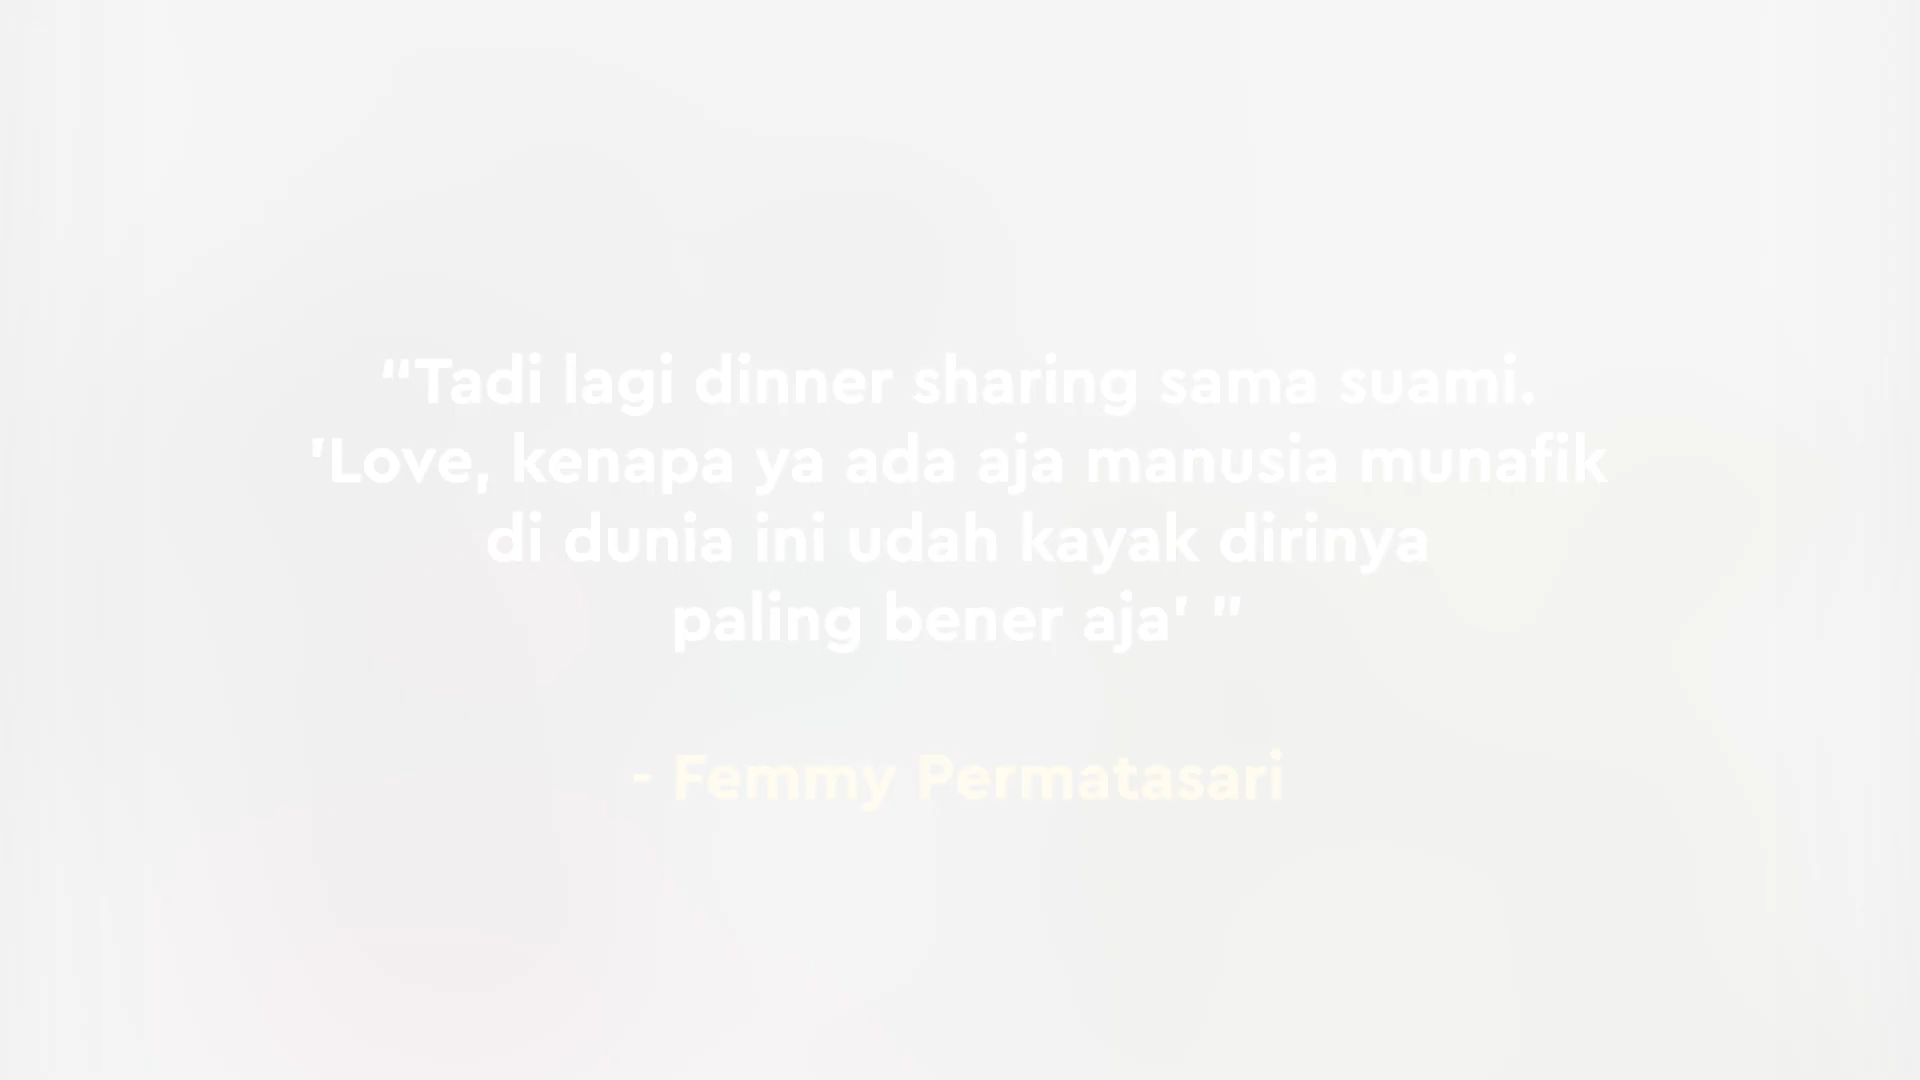 "Tadi lagi dinner sharing sama suami.
'Love, kenapa ya ada aja manusia munafik
di dunia ini udah kayak dirinya
paling bener aja' "
- Femmy Permatasari